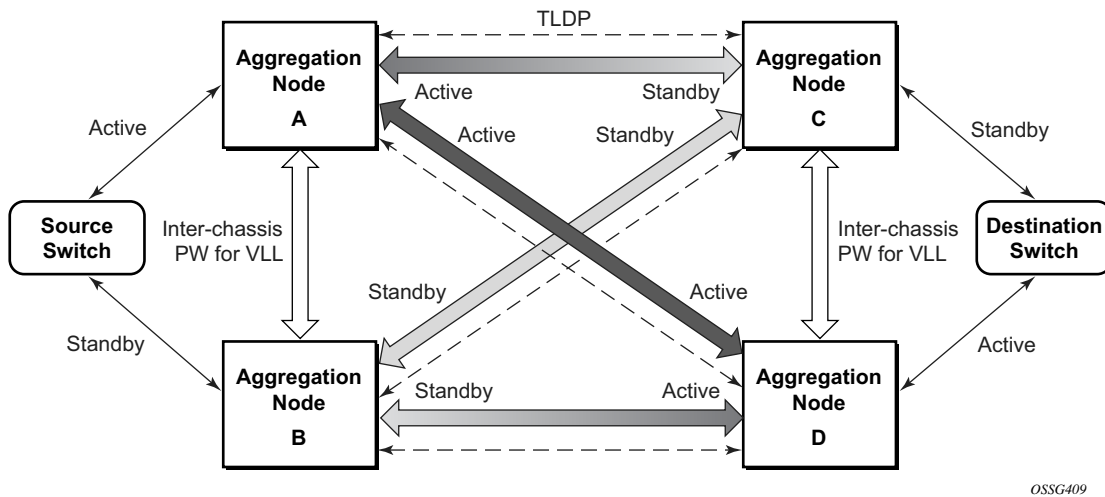 TLDP
Aggregation
Node
A
Aggregation
Node
C
Active
Standby
Active
Standby
Active
Standby
Source
Switch
Inter-chassis
PW for VLL
Inter-chassis
PW for VLL
Destination
Switch
Standby
Active
Standby
Active
Aggregation
Node
B
Standby
Active
Aggregation
Node
D
OSSG409